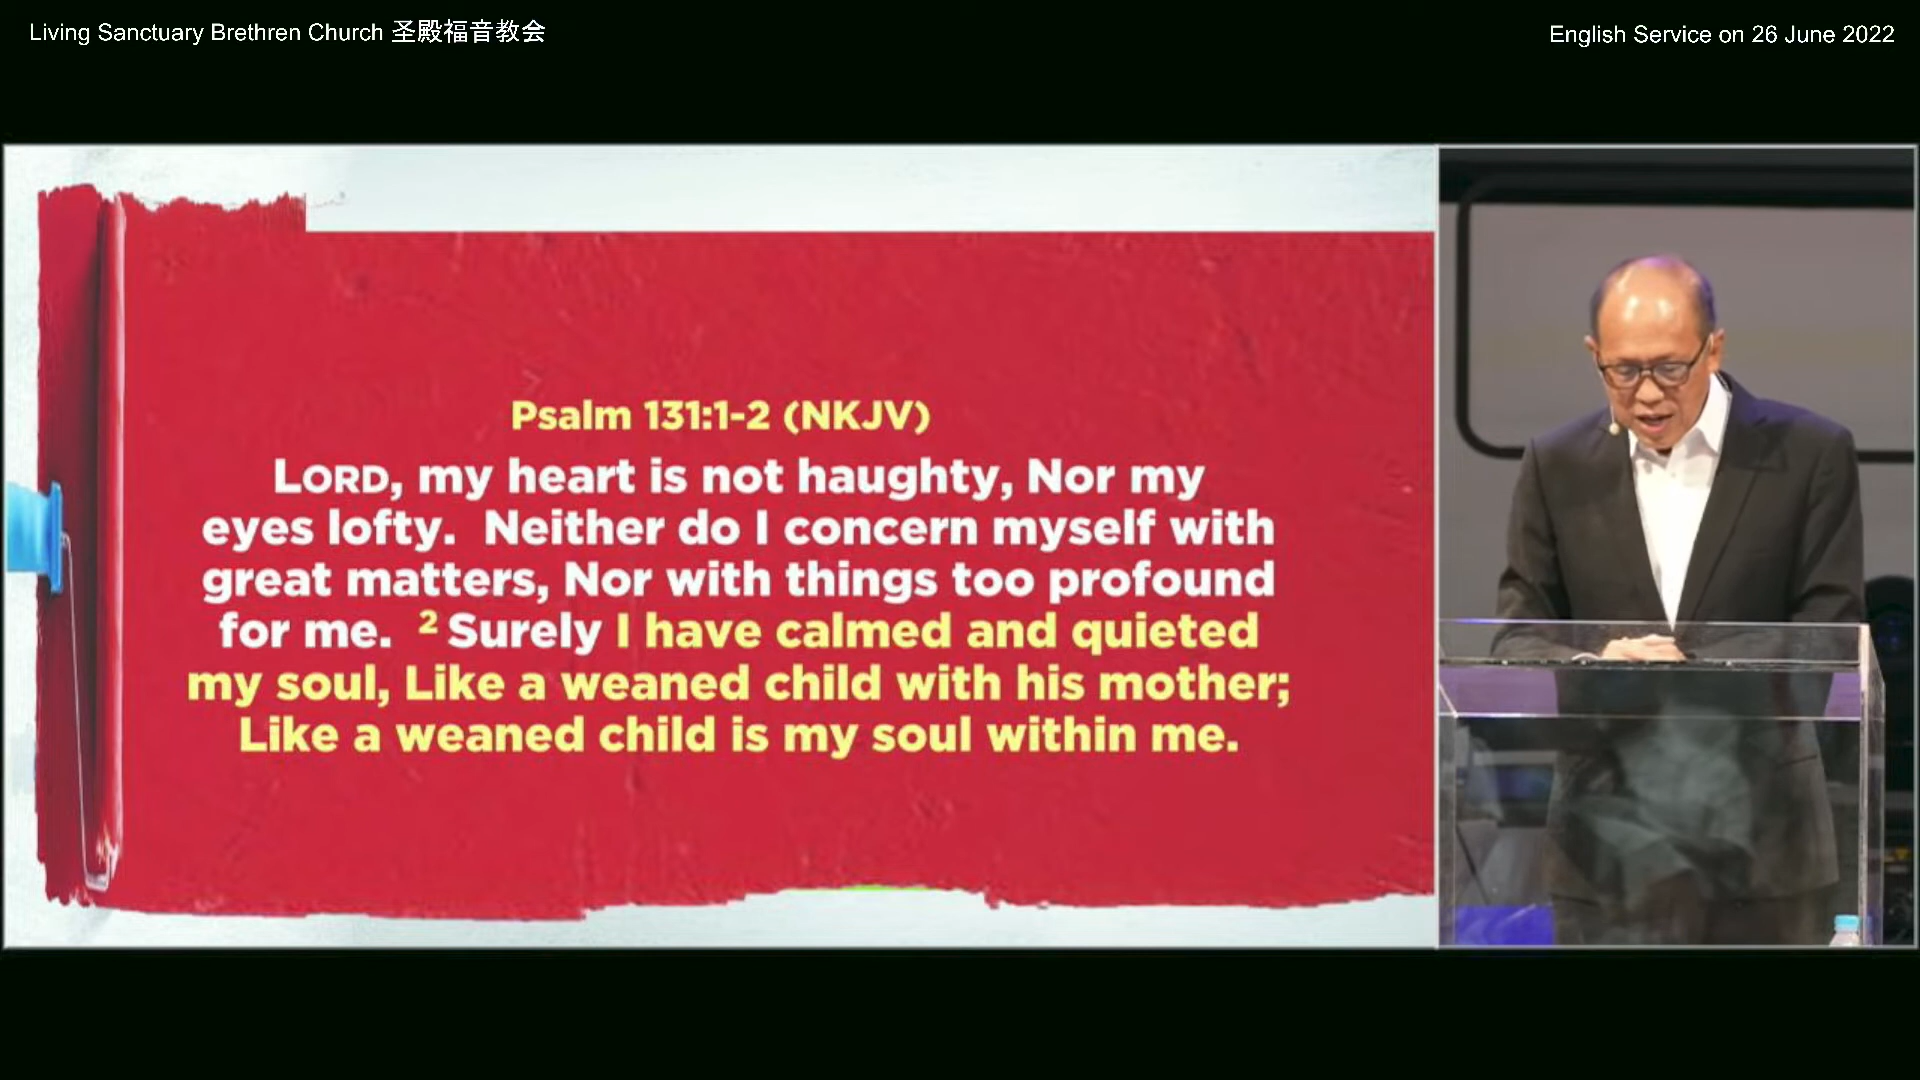 Living Sanctuary Brethren Church 圣殿福音教会
English Service on 26 June 2022
Psalm 131:1-2 (NKJV)
LORD, my heart is not haughty, Nor my
eyes lofty. Neither do I concern myself with
great matters, Nor with things too profound
for me. 2 Surely I have calmed and quieted
my soul, Like a weaned child with his mother;
Like a weaned child is my soul within me.